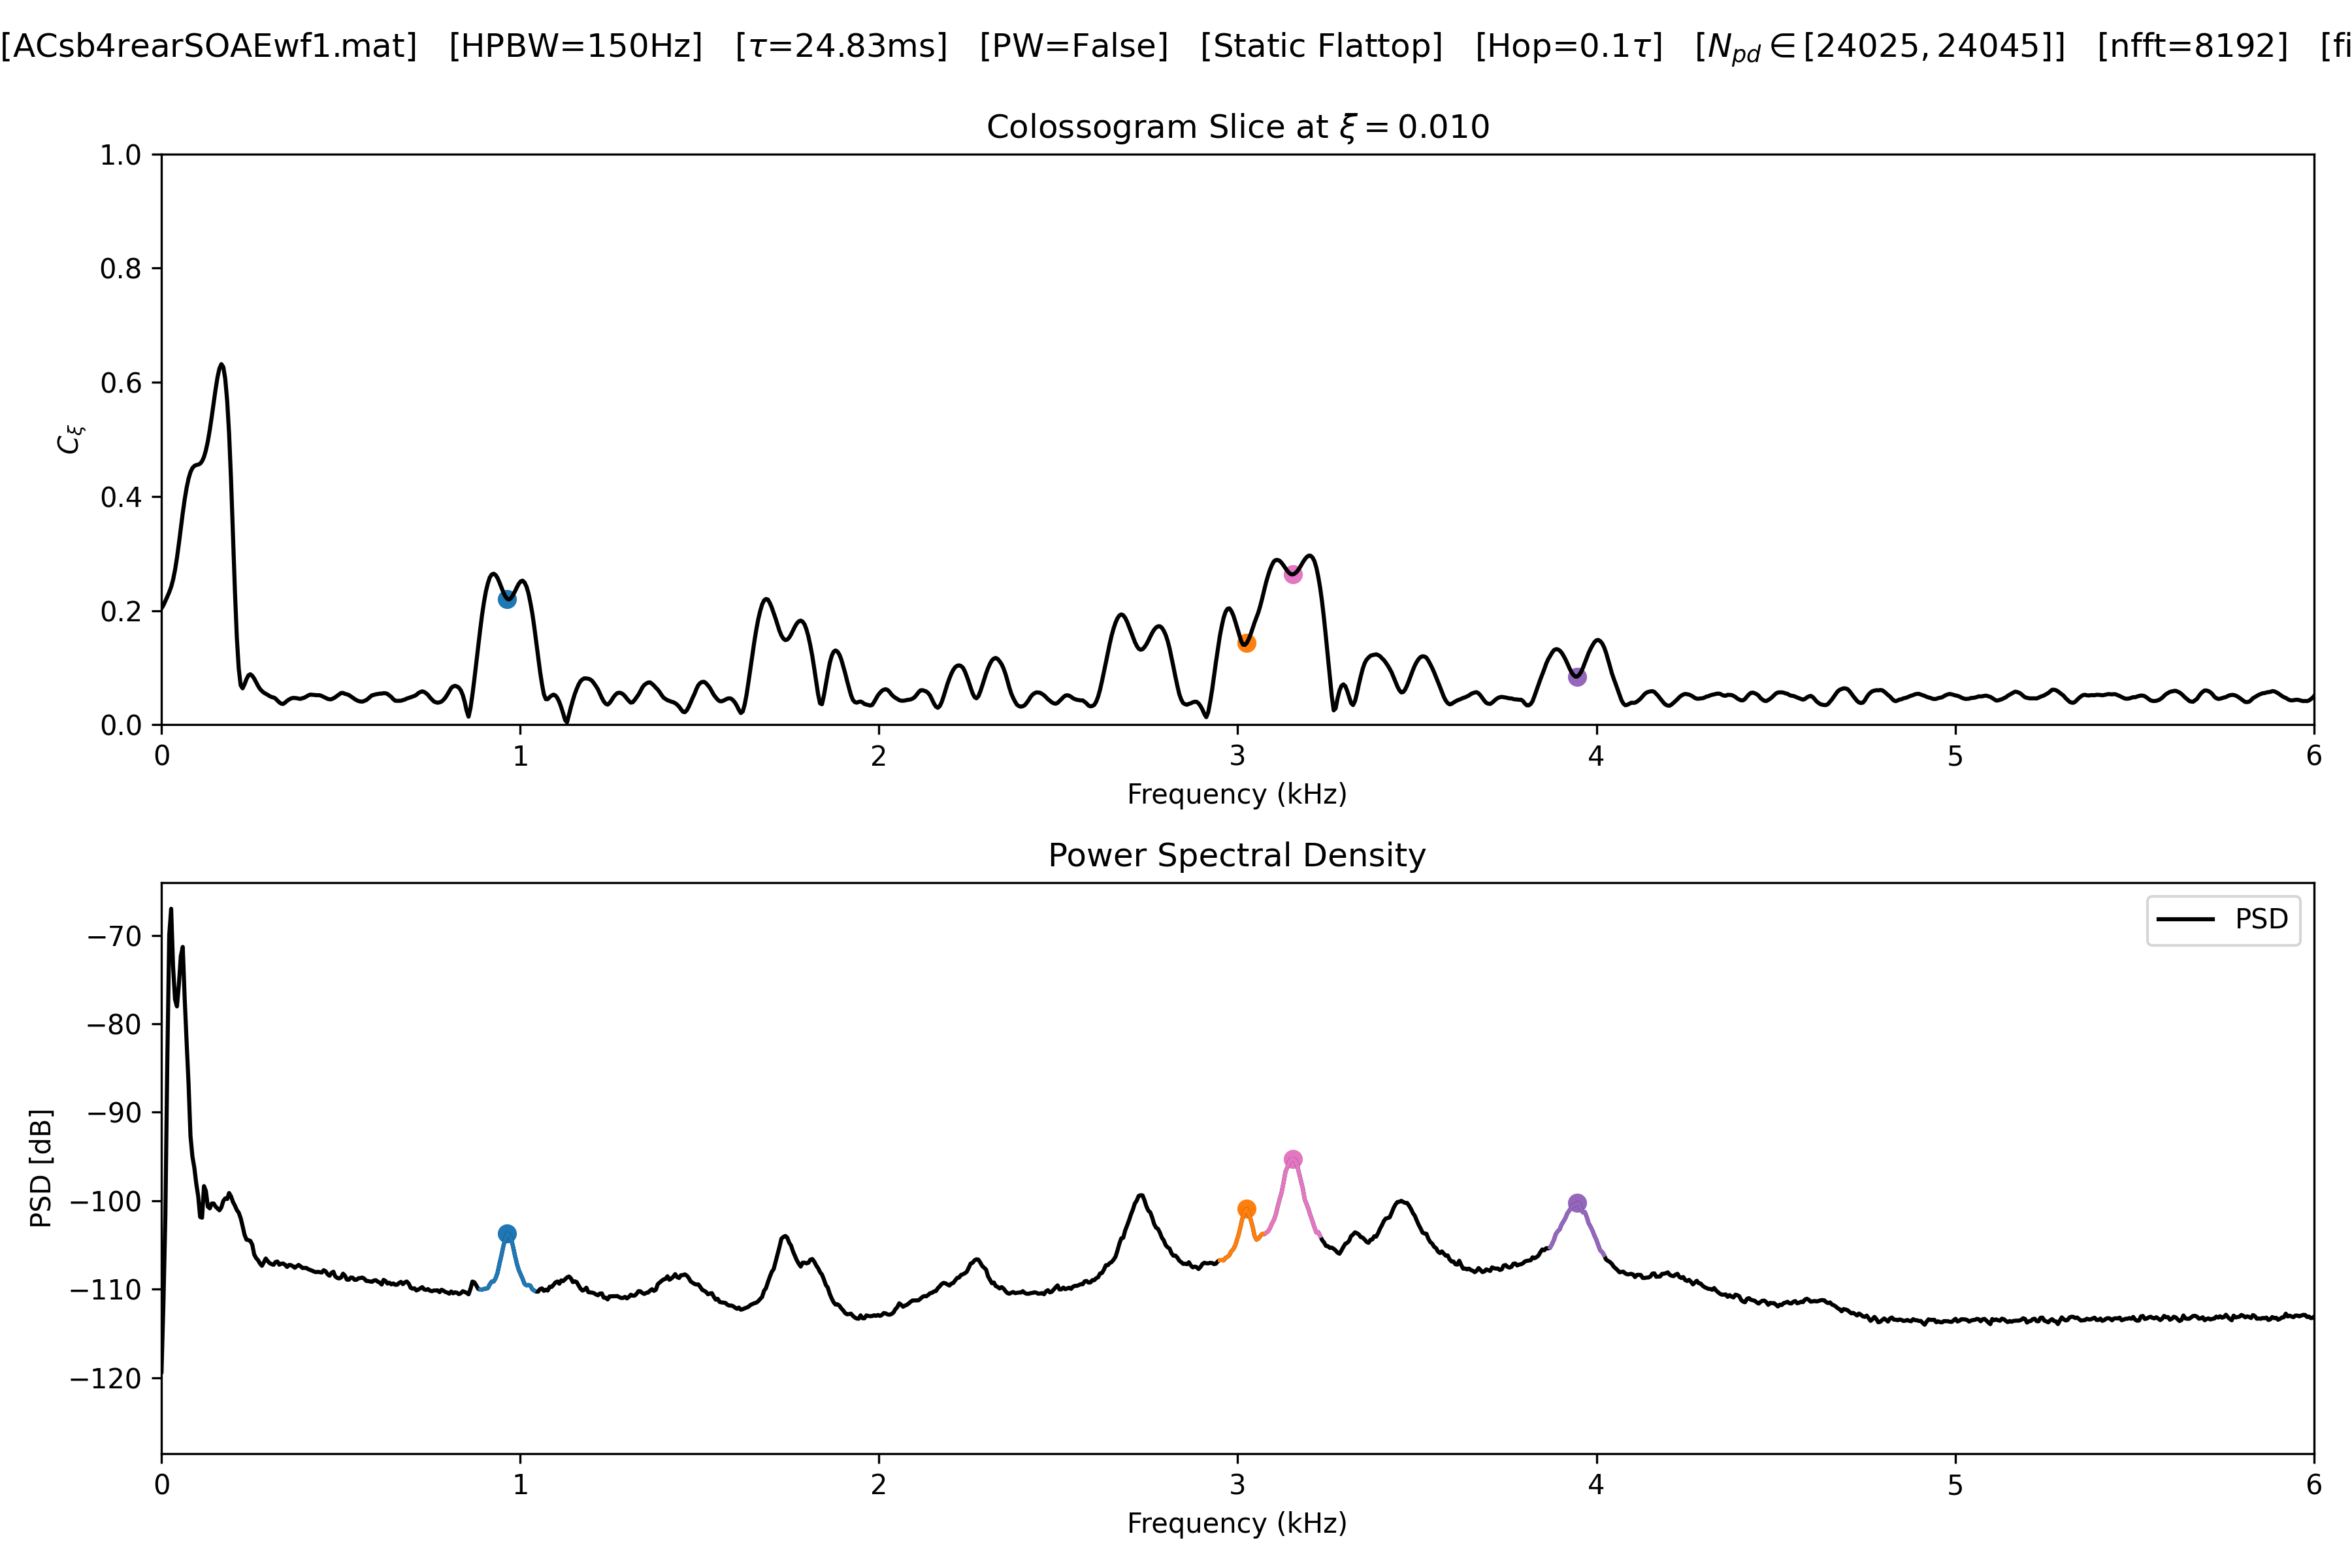 [ACsb4rearSOAEwf1.mat] [HPBW=150Hz] [τ=24.83ms] [PW=False] [Static Flattop] [Hop=0.1τ] [N_{pd} ∈ [24025, 24045]] [nfft=8192] [fi
Colossogram Slice at ξ = 0.010
1.0
0.8
0.6
0.4
0.2
0.0
C_ξ
0 1 2 3 4 5 6
Frequency (kHz)
Power Spectral Density
PSD
−70
−80
−90
−100
−110
−120
PSD [dB]
0 1 2 3 4 5 6
Frequency (kHz)